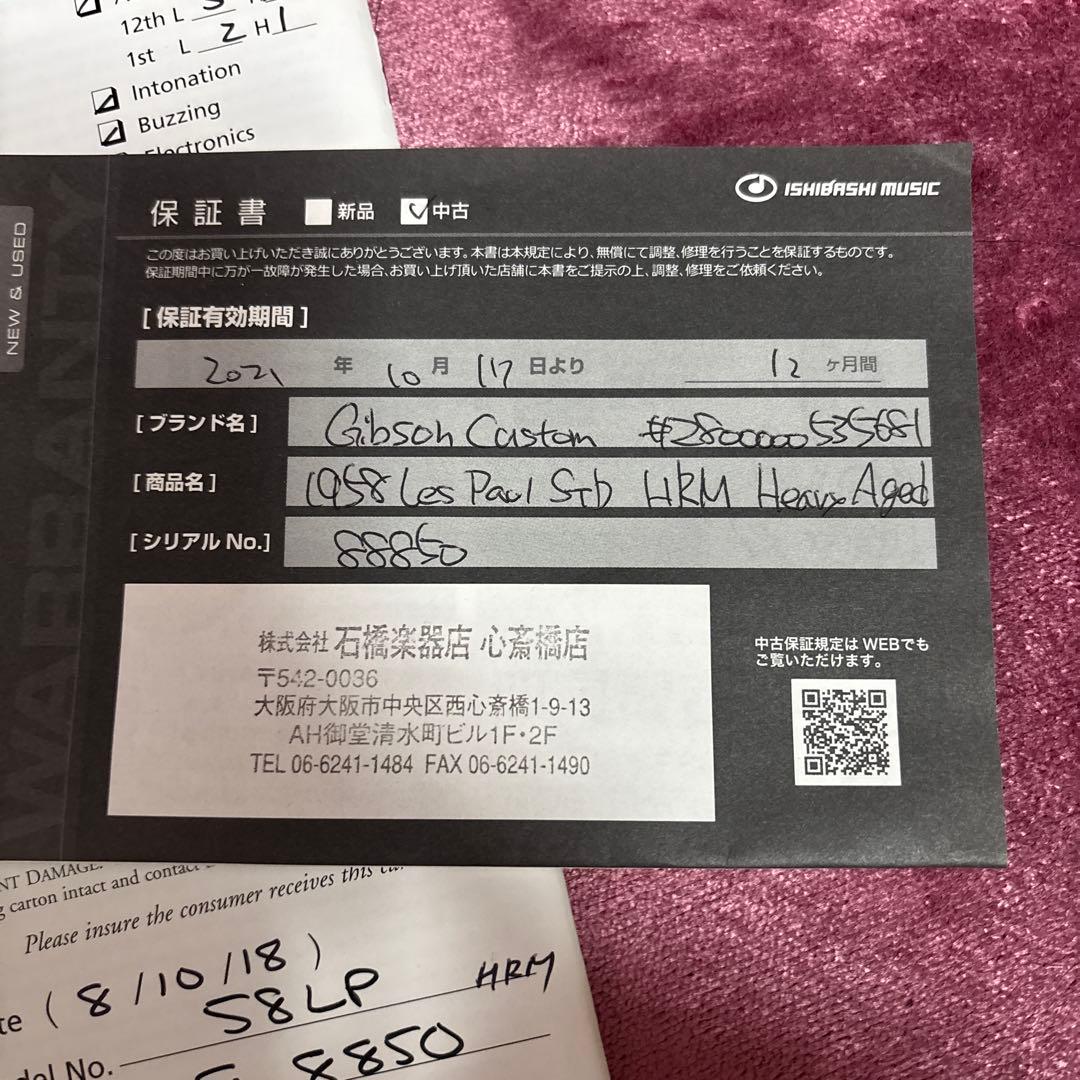 12th L
1st L 2 H 1
Intonation
Buzzing
Electronics
NEW & USED
WARRANTY
保証書 新品 中古
ISHIBASHI MUSIC
この度はお買い上げいただき誠にありがとうございます。本書は本規定により、無償にて調整、修理を行うことを保証するものです。
保証期間中に万が一故障が発生した場合、お買い上げ頂いた店舗に本書をご提示の上、調整、修理をご依頼ください。
[保証有効期間]
2021 年 10 月 17 日より 12 ヶ月間
[ブランド名] Gibson Custom #2800000535681
[商品名] 1958 Les Paul STD HRM Heavy Aged
[シリアル No.] 88850
株式会社 石橋楽器店 心斎橋店
〒542-0036
大阪府大阪市中央区西心斎橋1-9-13
AH御堂清水町ビル1F・2F
TEL 06-6241-1484 FAX 06-6241-1490
中古保証規定は WEBでも
ご覧いただけます。
NT DAMAGE.
carton intact and contact
Please insure the consumer receives this
(8/10/18)
58LP HRM
No. 8850